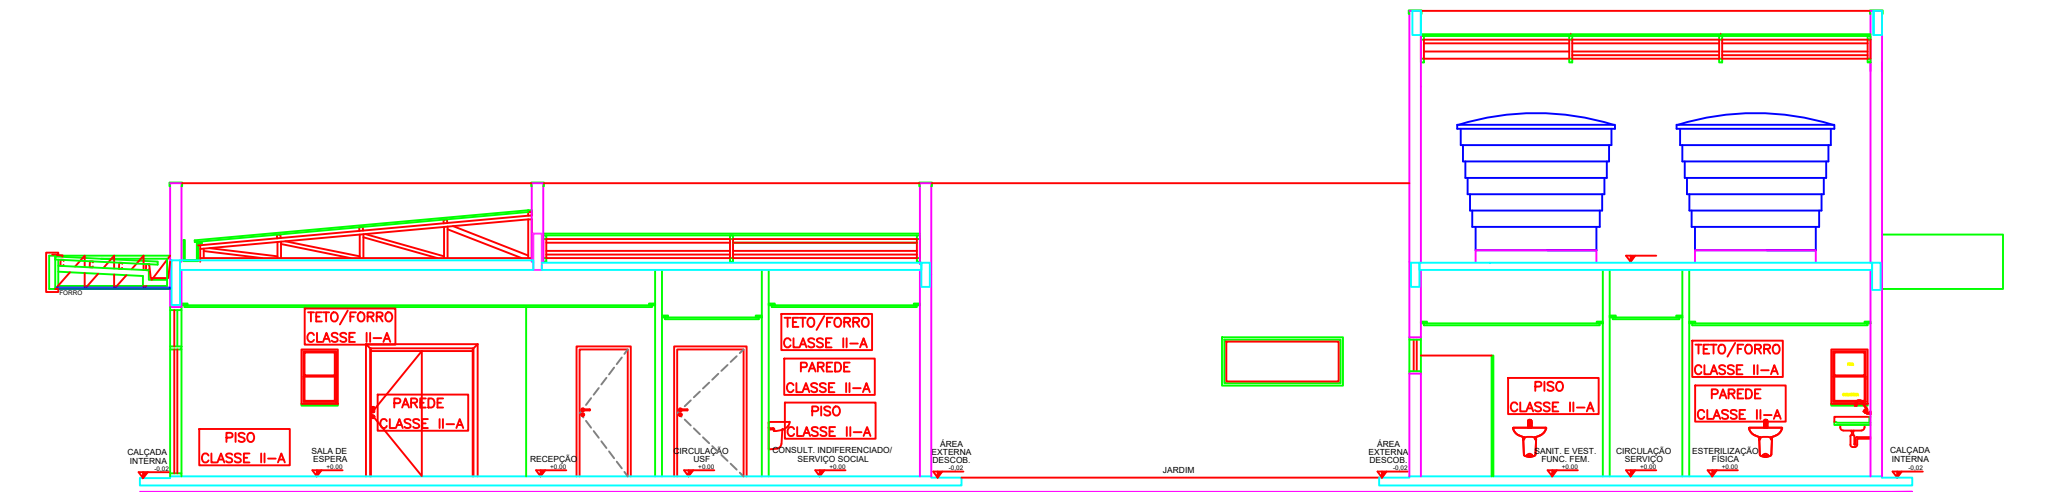 FORRO
TETO/FORRO
CLASSE II-A
PAREDE
CLASSE II-A
PISO
CLASSE II-A
TETO/FORRO
CLASSE II-A
PAREDE
CLASSE II-A
PISO
CLASSE II-A
PISO
CLASSE II-A
TETO/FORRO
CLASSE II-A
PAREDE
CLASSE II-A
CALÇADA
INTERNA
-0.02
SALA DE
ESPERA
+0.00
RECEPÇÃO
+0.00
CIRCULAÇÃO
USF
+0.00
CONSULT. INDIFERENCIADO/
SERVIÇO SOCIAL
+0.00
ÁREA
EXTERNA
DESCOB.
-0.02
JARDIM
ÁREA
EXTERNA
DESCOB.
-0.02
SANIT. E VEST.
FUNC. FEM.
+0.00
CIRCULAÇÃO
SERVIÇO
+0.00
ESTERILIZAÇÃO
FÍSICA
+0.00
CALÇADA
INTERNA
-0.02